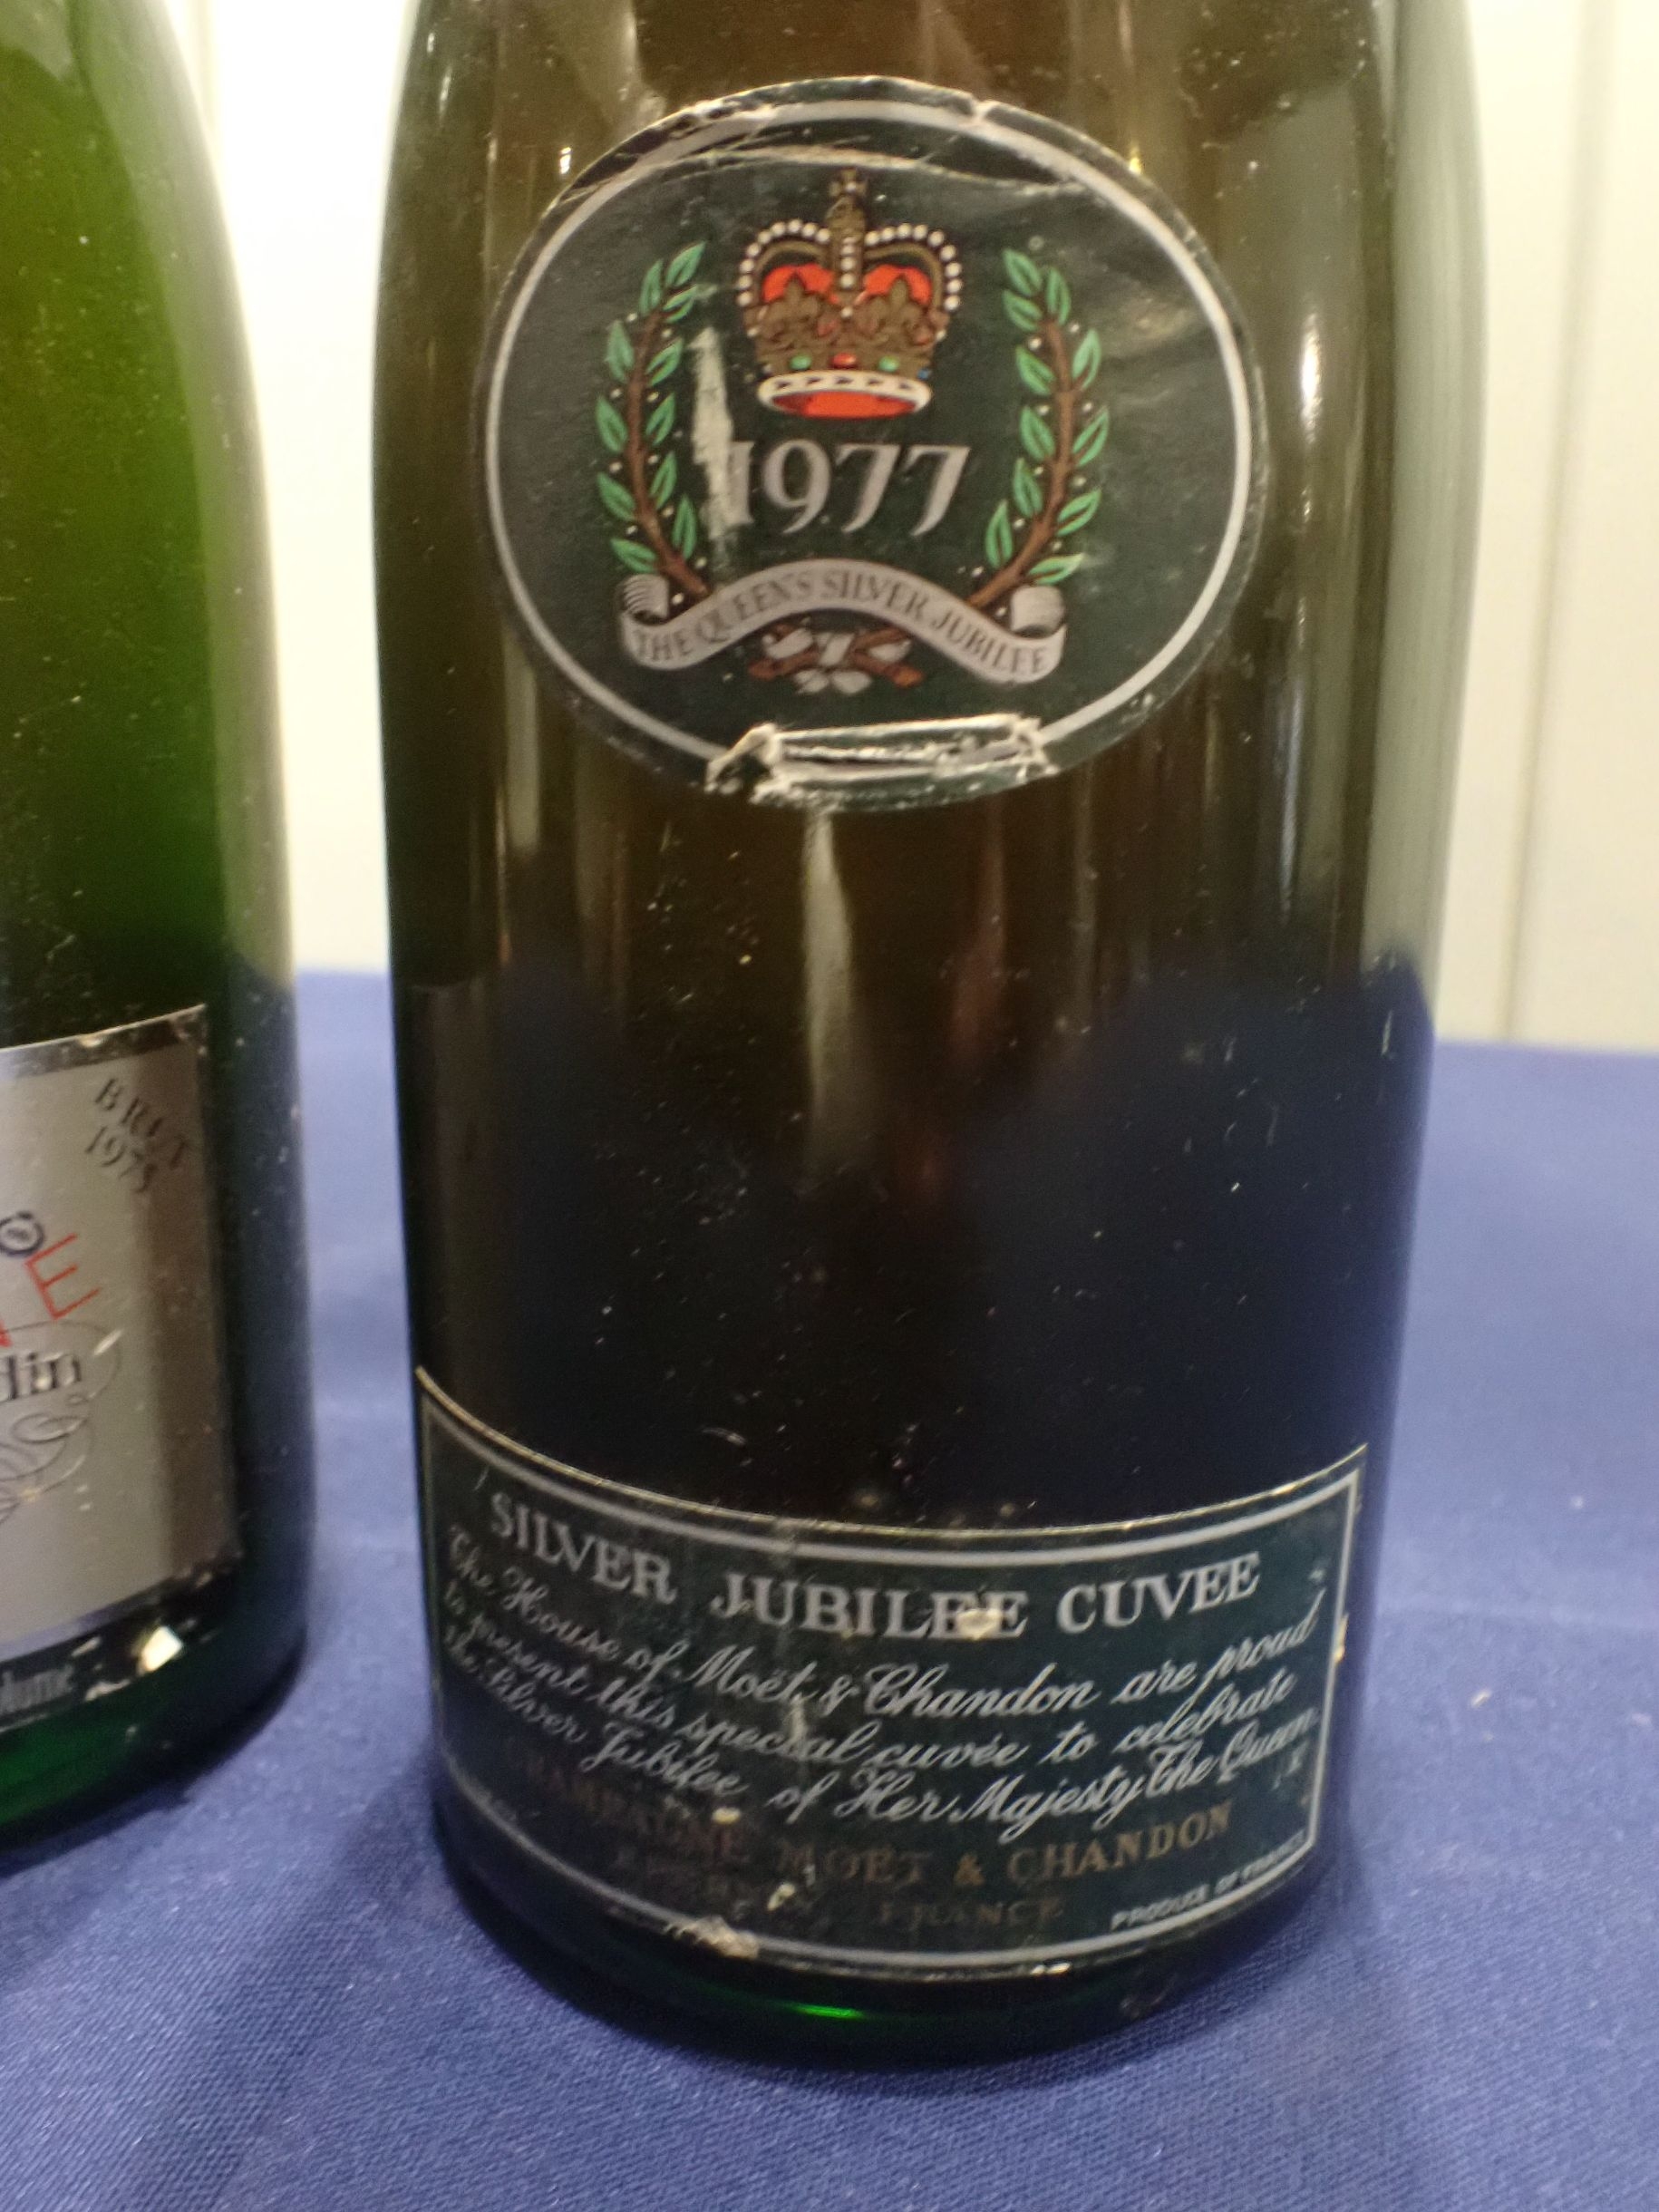 1977
THE QUEEN'S SILVER JUBILEE
SILVER JUBILEE CUVEE
The House of Moët & Chandon are proud
to present this special cuvée to celebrate
the Silver Jubilee of Her Majesty The Queen.
CHAMPAGNE MOËT & CHANDON
FRANCE
PRODUCE OF FRANCE
BRUT
1975
E
din